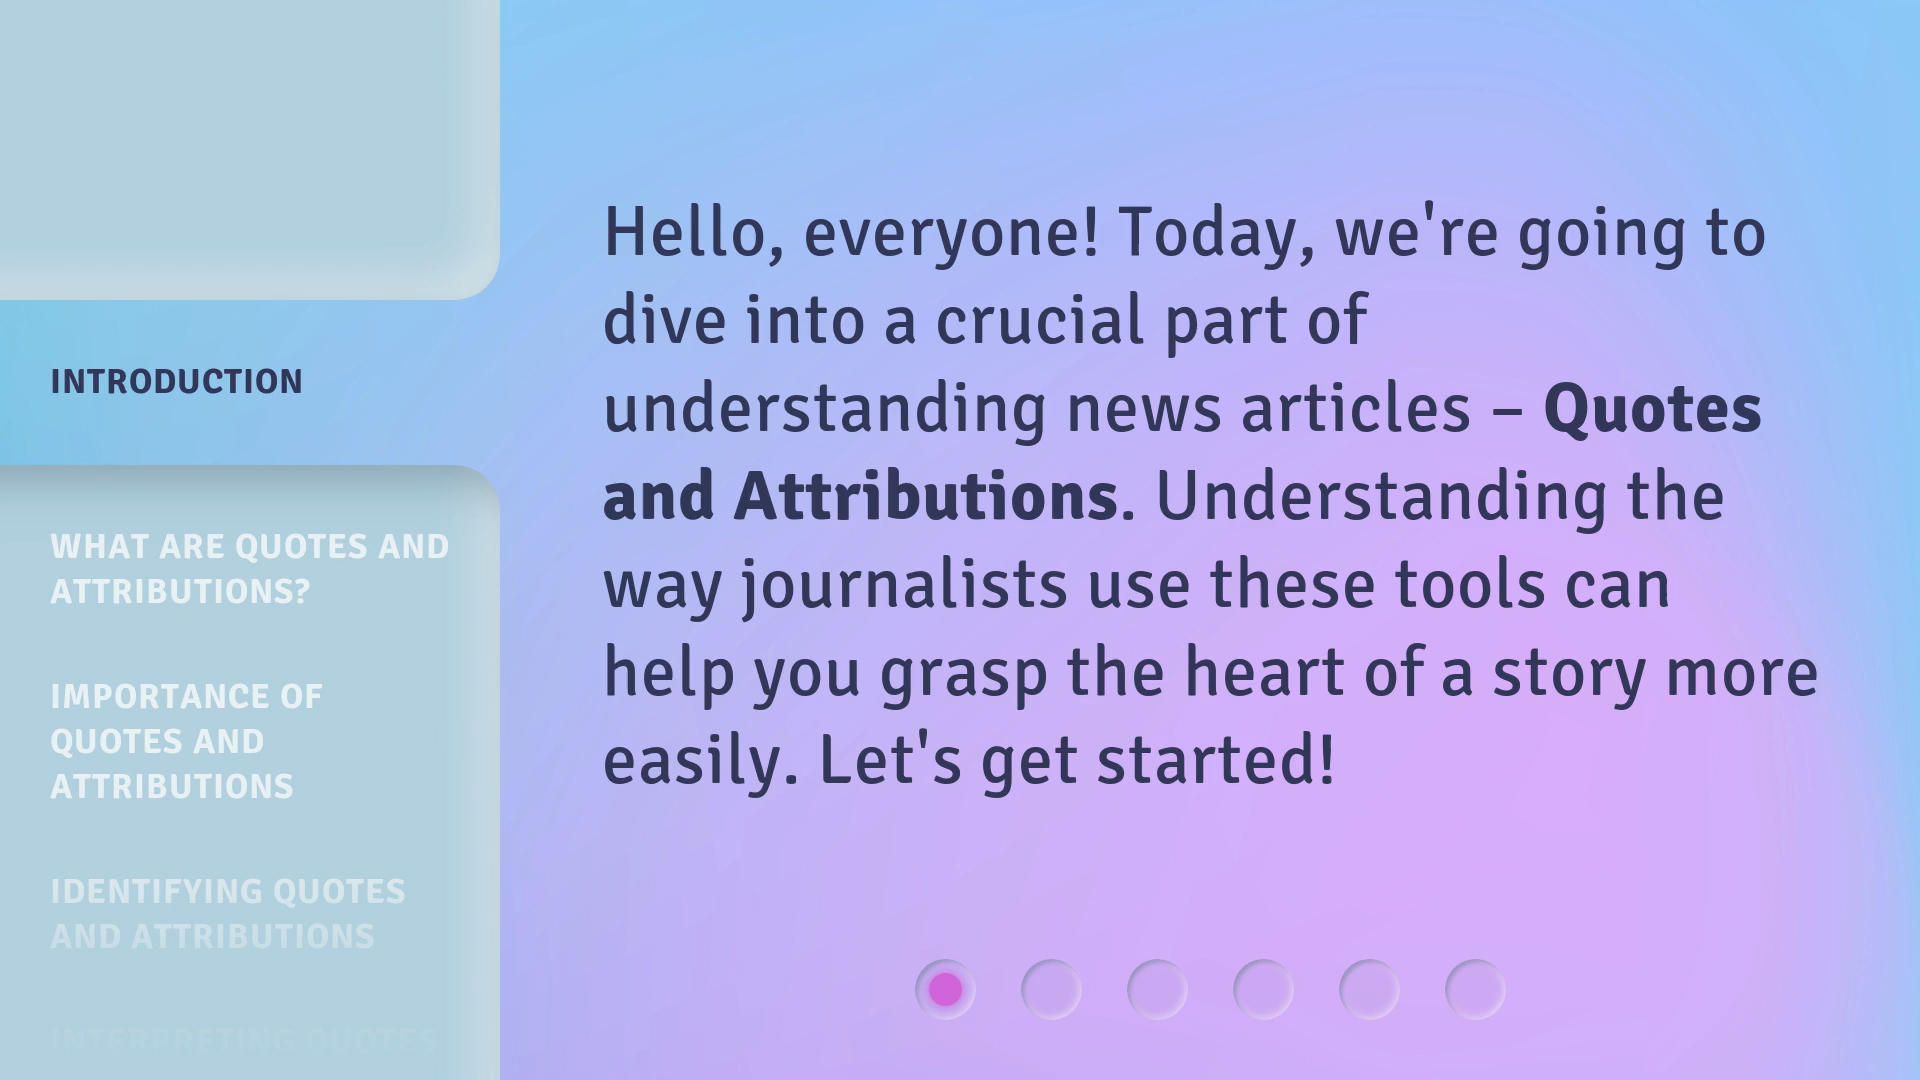 INTRODUCTION
WHAT ARE QUOTES AND
ATTRIBUTIONS?
IMPORTANCE OF
QUOTES AND
ATTRIBUTIONS
IDENTIFYING QUOTES
AND ATTRIBUTIONS
INTERPRETING QUOTES
Hello, everyone! Today, we're going to
dive into a crucial part of
understanding news articles – Quotes
and Attributions. Understanding the
way journalists use these tools can
help you grasp the heart of a story more
easily. Let's get started!